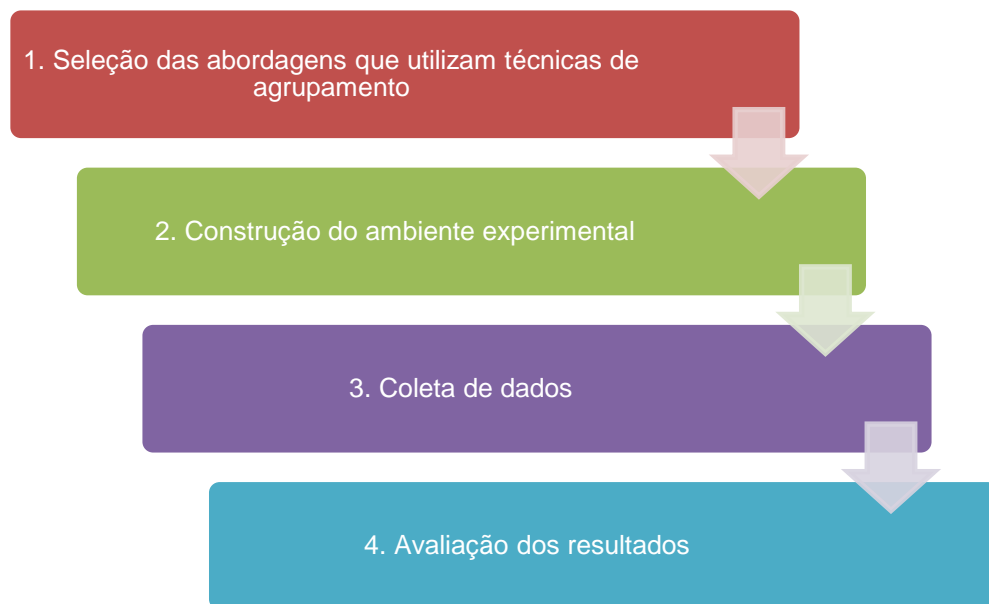 1. Seleção das abordagens que utilizam técnicas de
agrupamento
2. Construção do ambiente experimental
3. Coleta de dados
4. Avaliação dos resultados